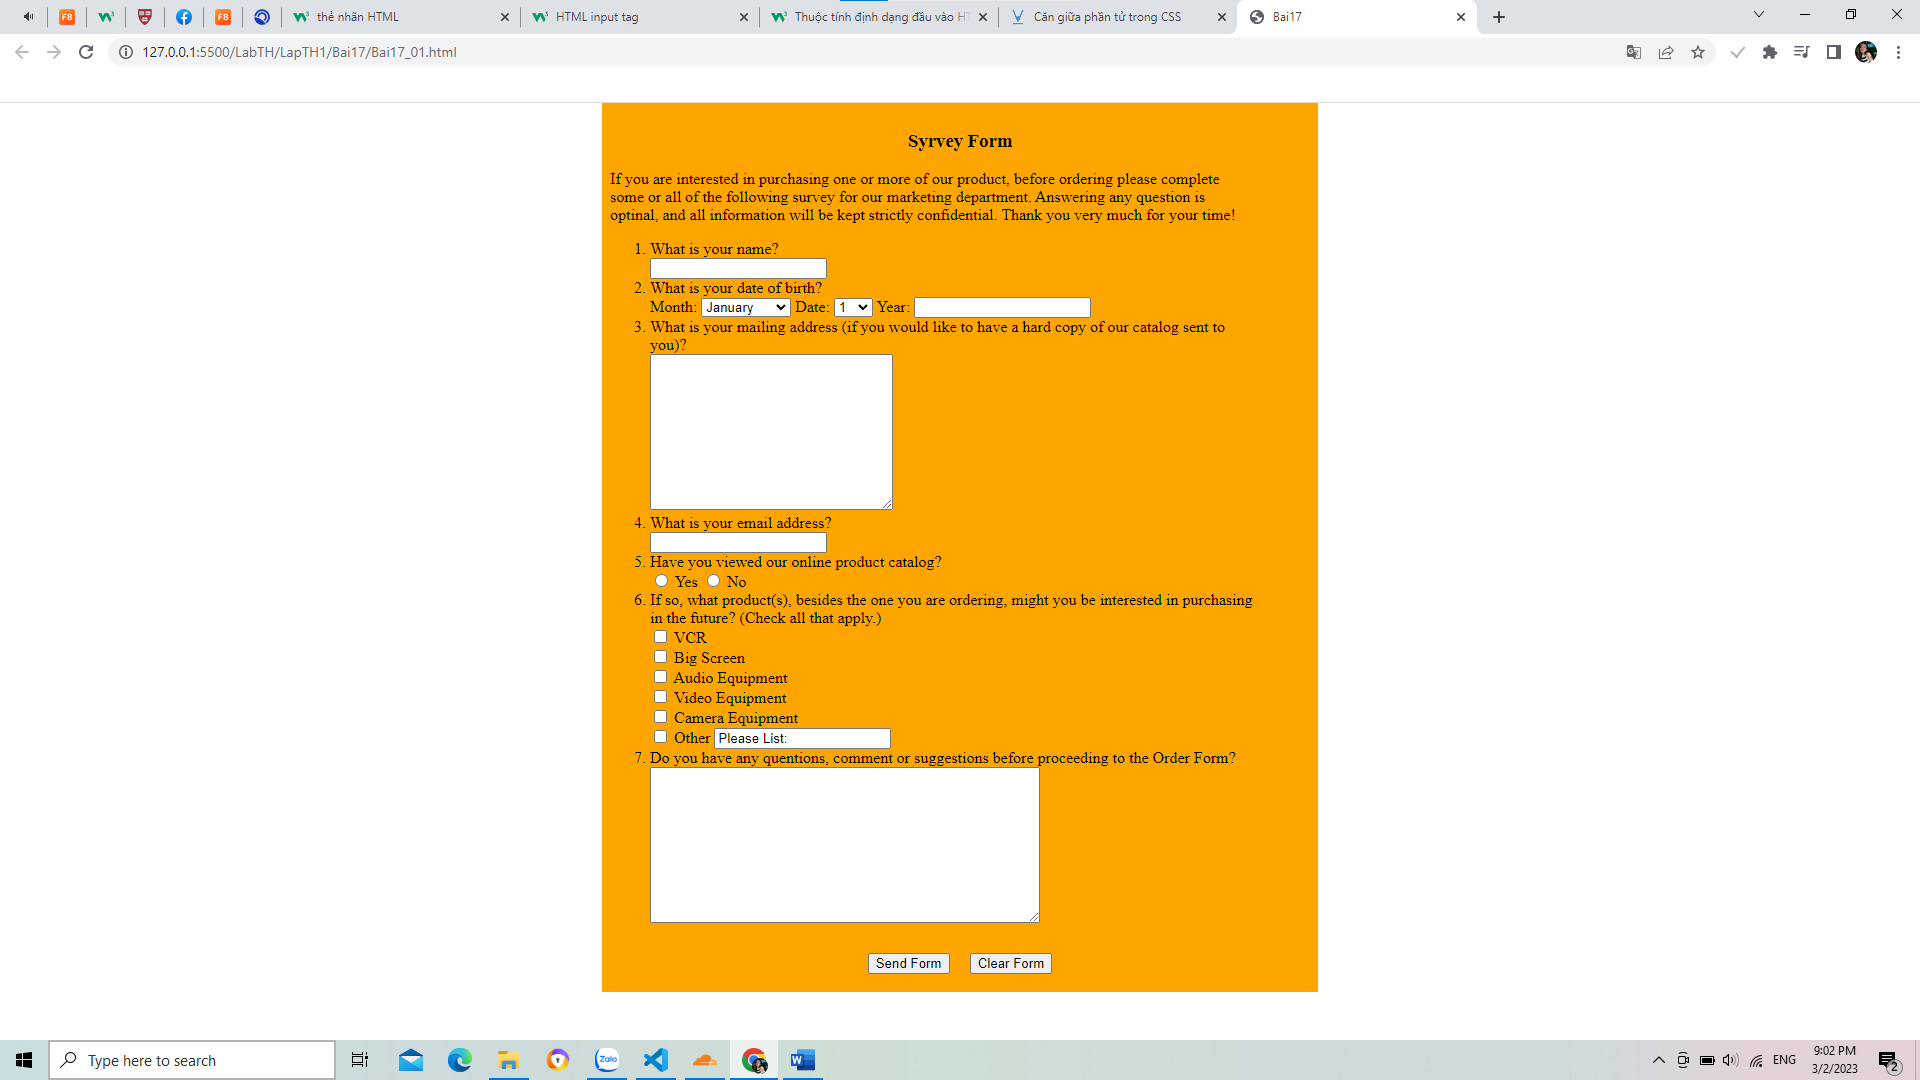 F8
F8
thẻ nhãn HTML
HTML input tag
Thuộc tính định dạng đầu vào HT
Căn giữa phần tử trong CSS
Bai17
127.0.0.1:5500/LabTH/LapTH1/Bai17/Bai17_01.html
Syrvey Form
If you are interested in purchasing one or more of our product, before ordering please complete
some or all of the following survey for our marketing department. Answering any question is
optinal, and all information will be kept strictly confidential. Thank you very much for your time!
1. What is your name?
2. What is your date of birth?
Month: January Date: 1 Year:
3. What is your mailing address (if you would like to have a hard copy of our catalog sent to
you)?
4. What is your email address?
5. Have you viewed our online product catalog?
Yes No
6. If so, what product(s), besides the one you are ordering, might you be interested in purchasing
in the future? (Check all that apply.)
VCR
Big Screen
Audio Equipment
Video Equipment
Camera Equipment
Other Please List:
7. Do you have any quentions, comment or suggestions before proceeding to the Order Form?
Send Form Clear Form
Type here to search
Zalo
W
ENG
9:02 PM
3/2/2023
2